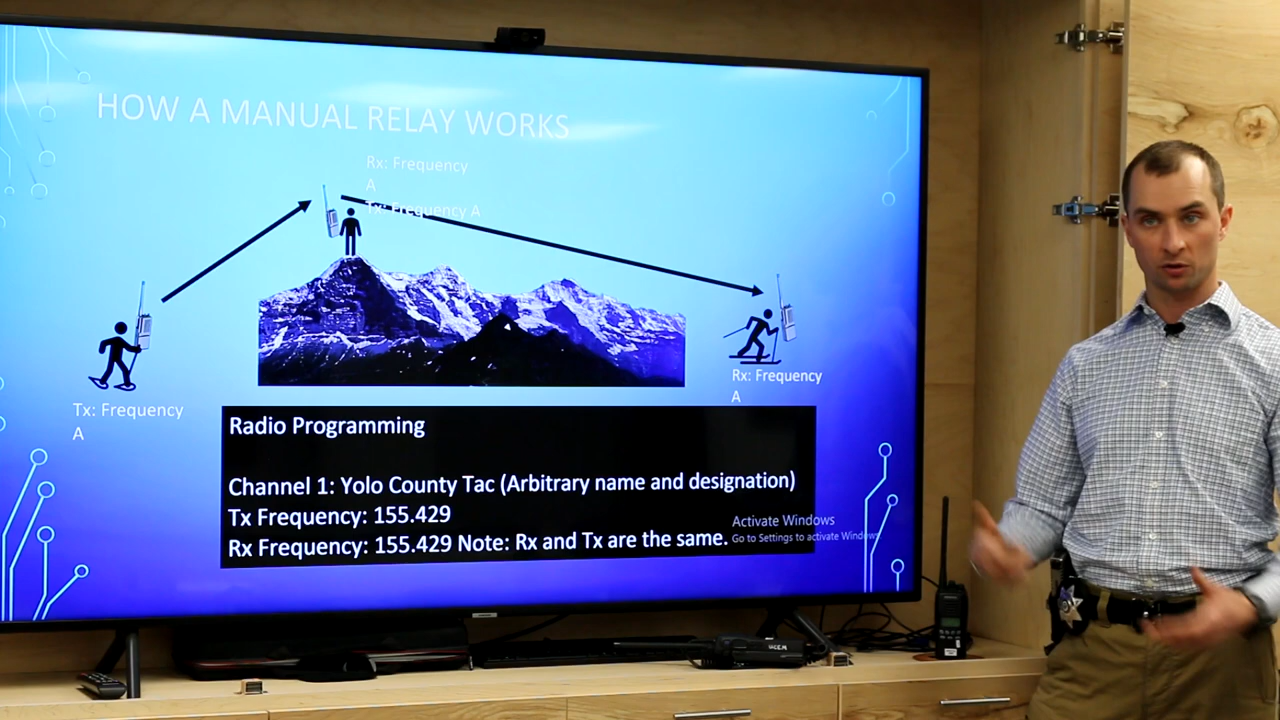 HOW A MANUAL RELAY WORKS
Rx: Frequency
A
Tx: Frequency A
Tx: Frequency
A
Rx: Frequency
A
Radio Programming
Channel 1: Yolo County Tac (Arbitrary name and designation)
Tx Frequency: 155.429
Rx Frequency: 155.429 Note: Rx and Tx are the same.
Activate Windows
Go to Settings to activate Windows